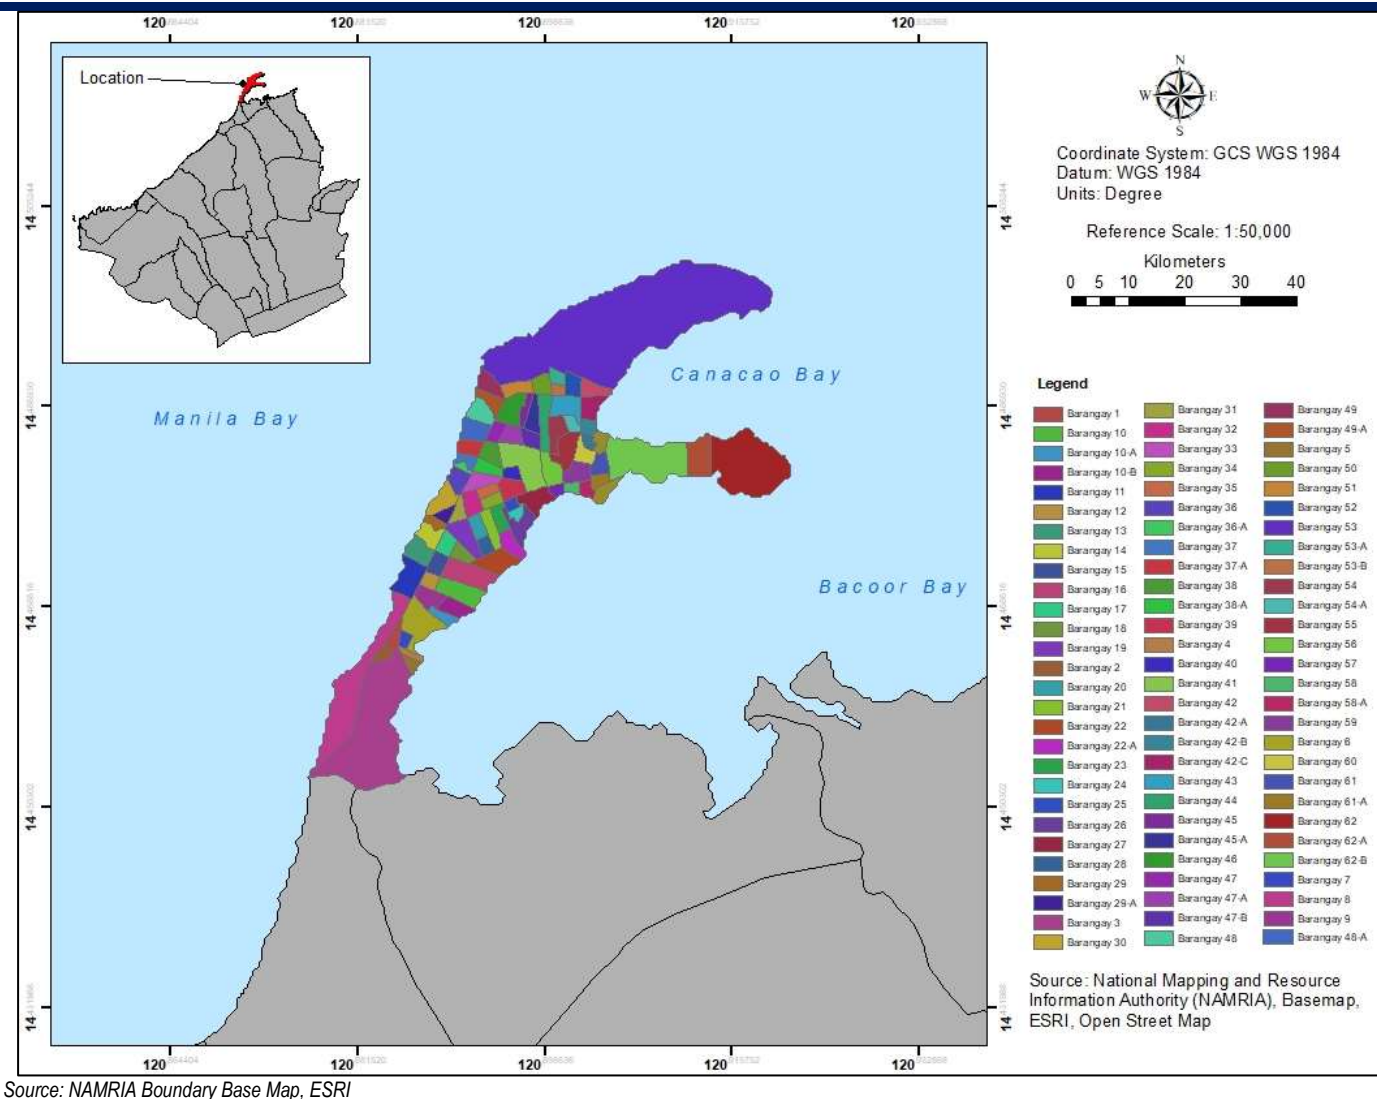 120.864404 120.881520 120.898636 120.915752 120.932868
Location
N
W E
S
Coordinate System: GCS WGS 1984
Datum: WGS 1984
Units: Degree
Reference Scale: 1:50,000
Kilometers
0 5 10 20 30 40
Manila Bay
Canacao Bay
Bacoor Bay
Legend
Barangay 1
Barangay 10
Barangay 10-A
Barangay 10-B
Barangay 11
Barangay 12
Barangay 13
Barangay 14
Barangay 15
Barangay 16
Barangay 17
Barangay 18
Barangay 19
Barangay 2
Barangay 20
Barangay 21
Barangay 22
Barangay 22-A
Barangay 23
Barangay 24
Barangay 25
Barangay 26
Barangay 27
Barangay 28
Barangay 29
Barangay 29-A
Barangay 3
Barangay 30
Barangay 31
Barangay 32
Barangay 33
Barangay 34
Barangay 35
Barangay 36
Barangay 36-A
Barangay 37
Barangay 37-A
Barangay 38
Barangay 38-A
Barangay 39
Barangay 4
Barangay 40
Barangay 41
Barangay 42
Barangay 42-A
Barangay 42-B
Barangay 42-C
Barangay 43
Barangay 44
Barangay 45
Barangay 45-A
Barangay 46
Barangay 47
Barangay 47-A
Barangay 47-B
Barangay 48
Barangay 49
Barangay 49-A
Barangay 5
Barangay 50
Barangay 51
Barangay 52
Barangay 53
Barangay 53-A
Barangay 53-B
Barangay 54
Barangay 54-A
Barangay 55
Barangay 56
Barangay 57
Barangay 58
Barangay 58-A
Barangay 59
Barangay 6
Barangay 60
Barangay 61
Barangay 61-A
Barangay 62
Barangay 62-A
Barangay 62-B
Barangay 7
Barangay 8
Barangay 9
Barangay 48-A
Source: National Mapping and Resource
Information Authority (NAMRIA), Basemap,
ESRI, Open Street Map
120.864404 120.881520 120.898636 120.915752 120.932868
Source: NAMRIA Boundary Base Map, ESRI